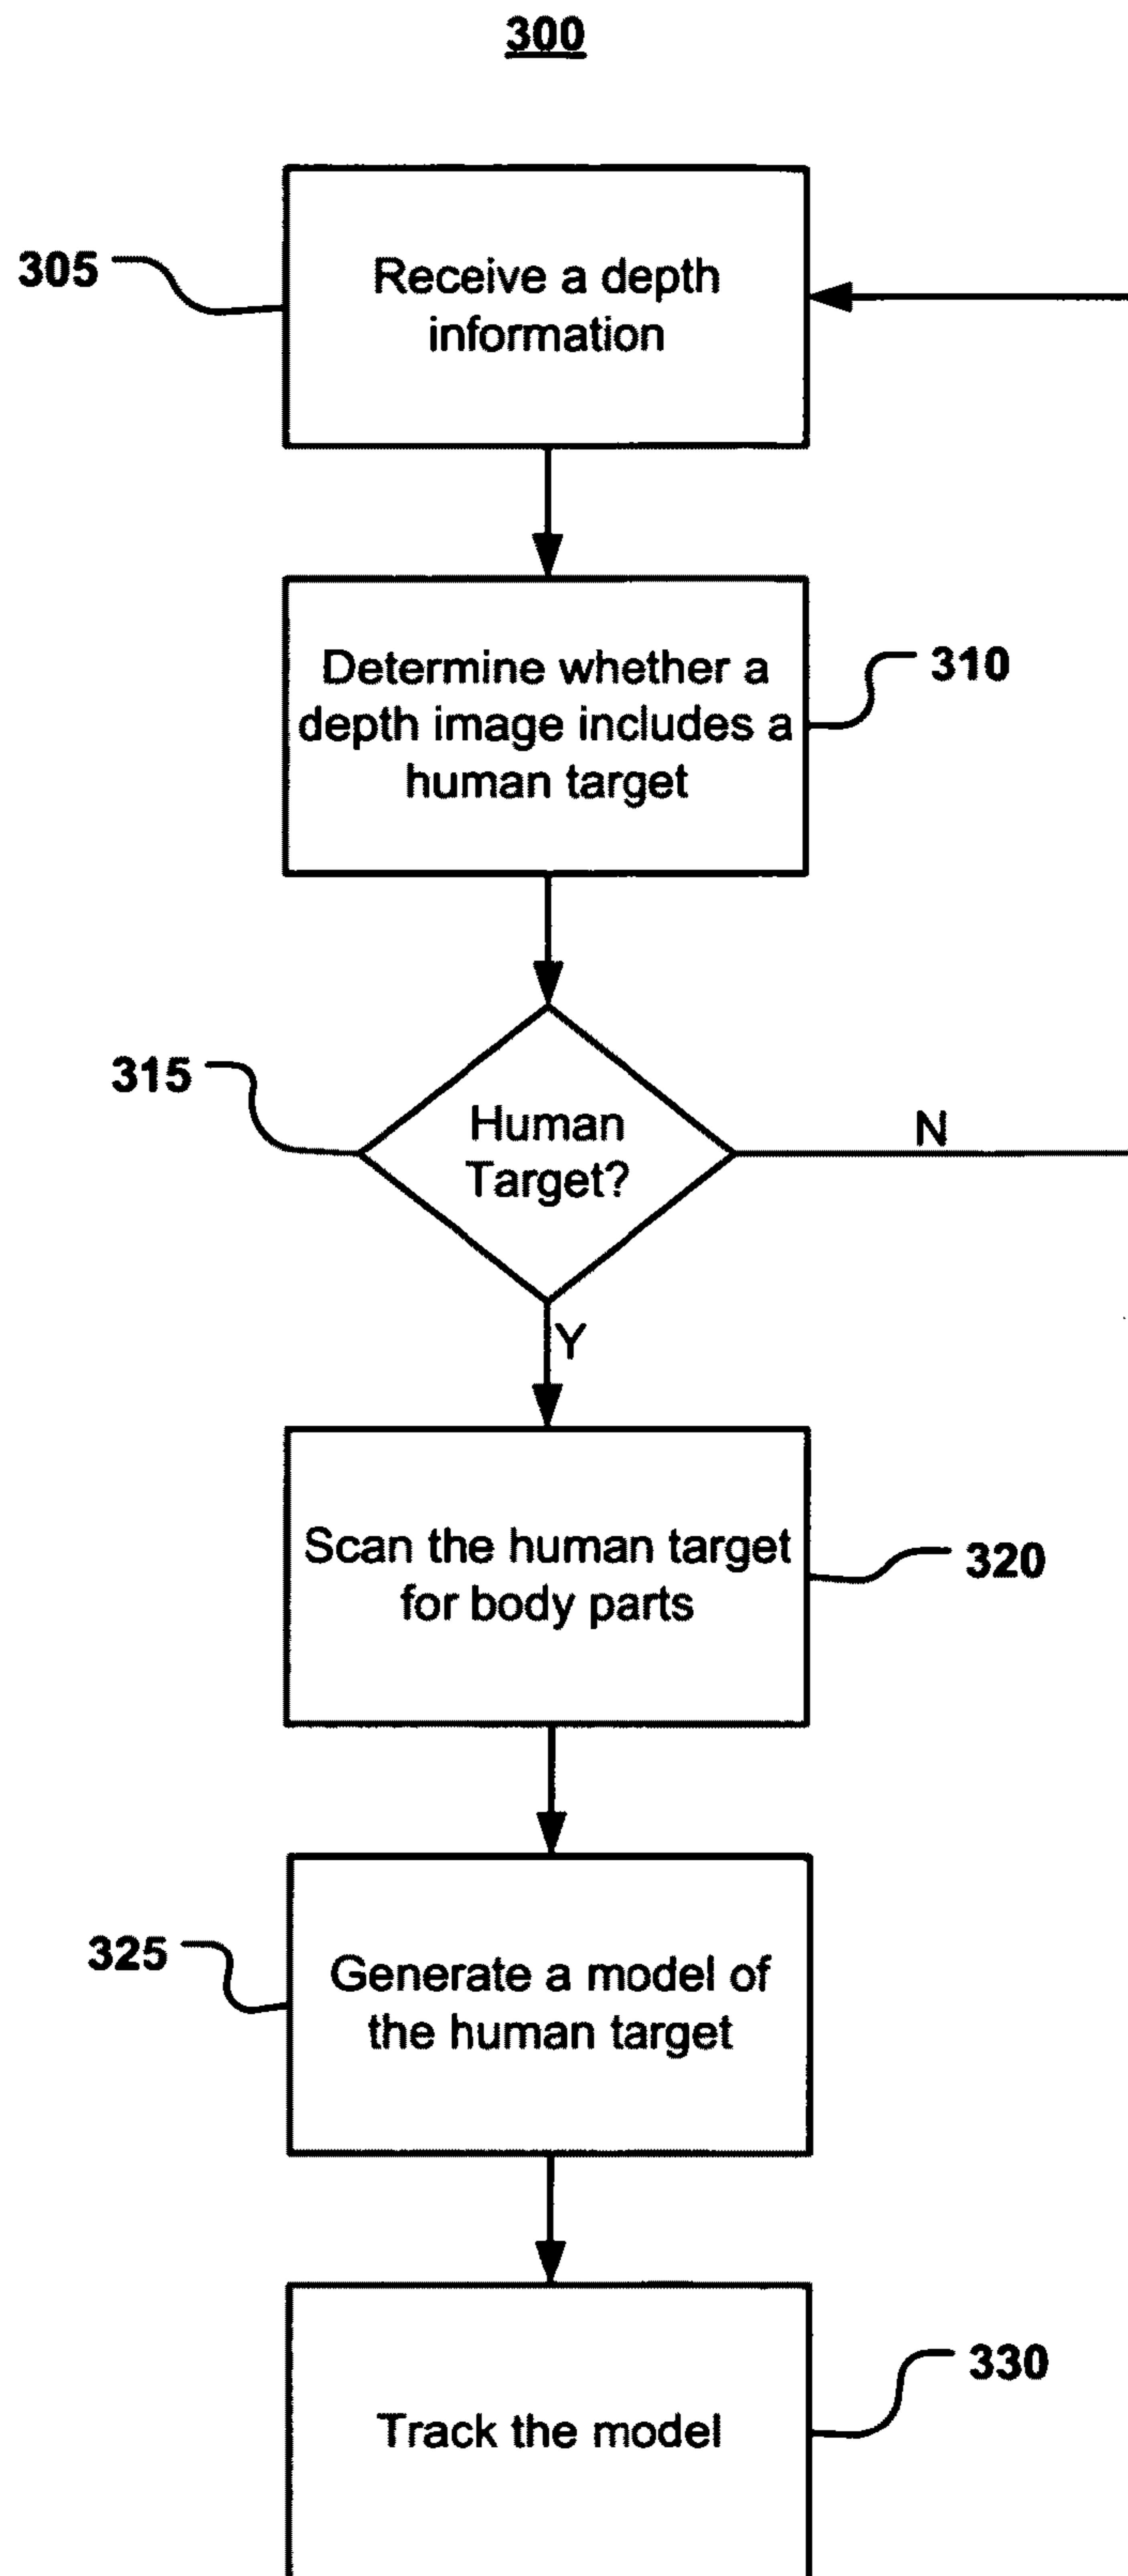 300
305
Receive a depth
information
Determine whether a
depth image includes a
human target
310
315
Human
Target?
N
Y
Scan the human target
for body parts
320
325
Generate a model of
the human target
330
Track the model